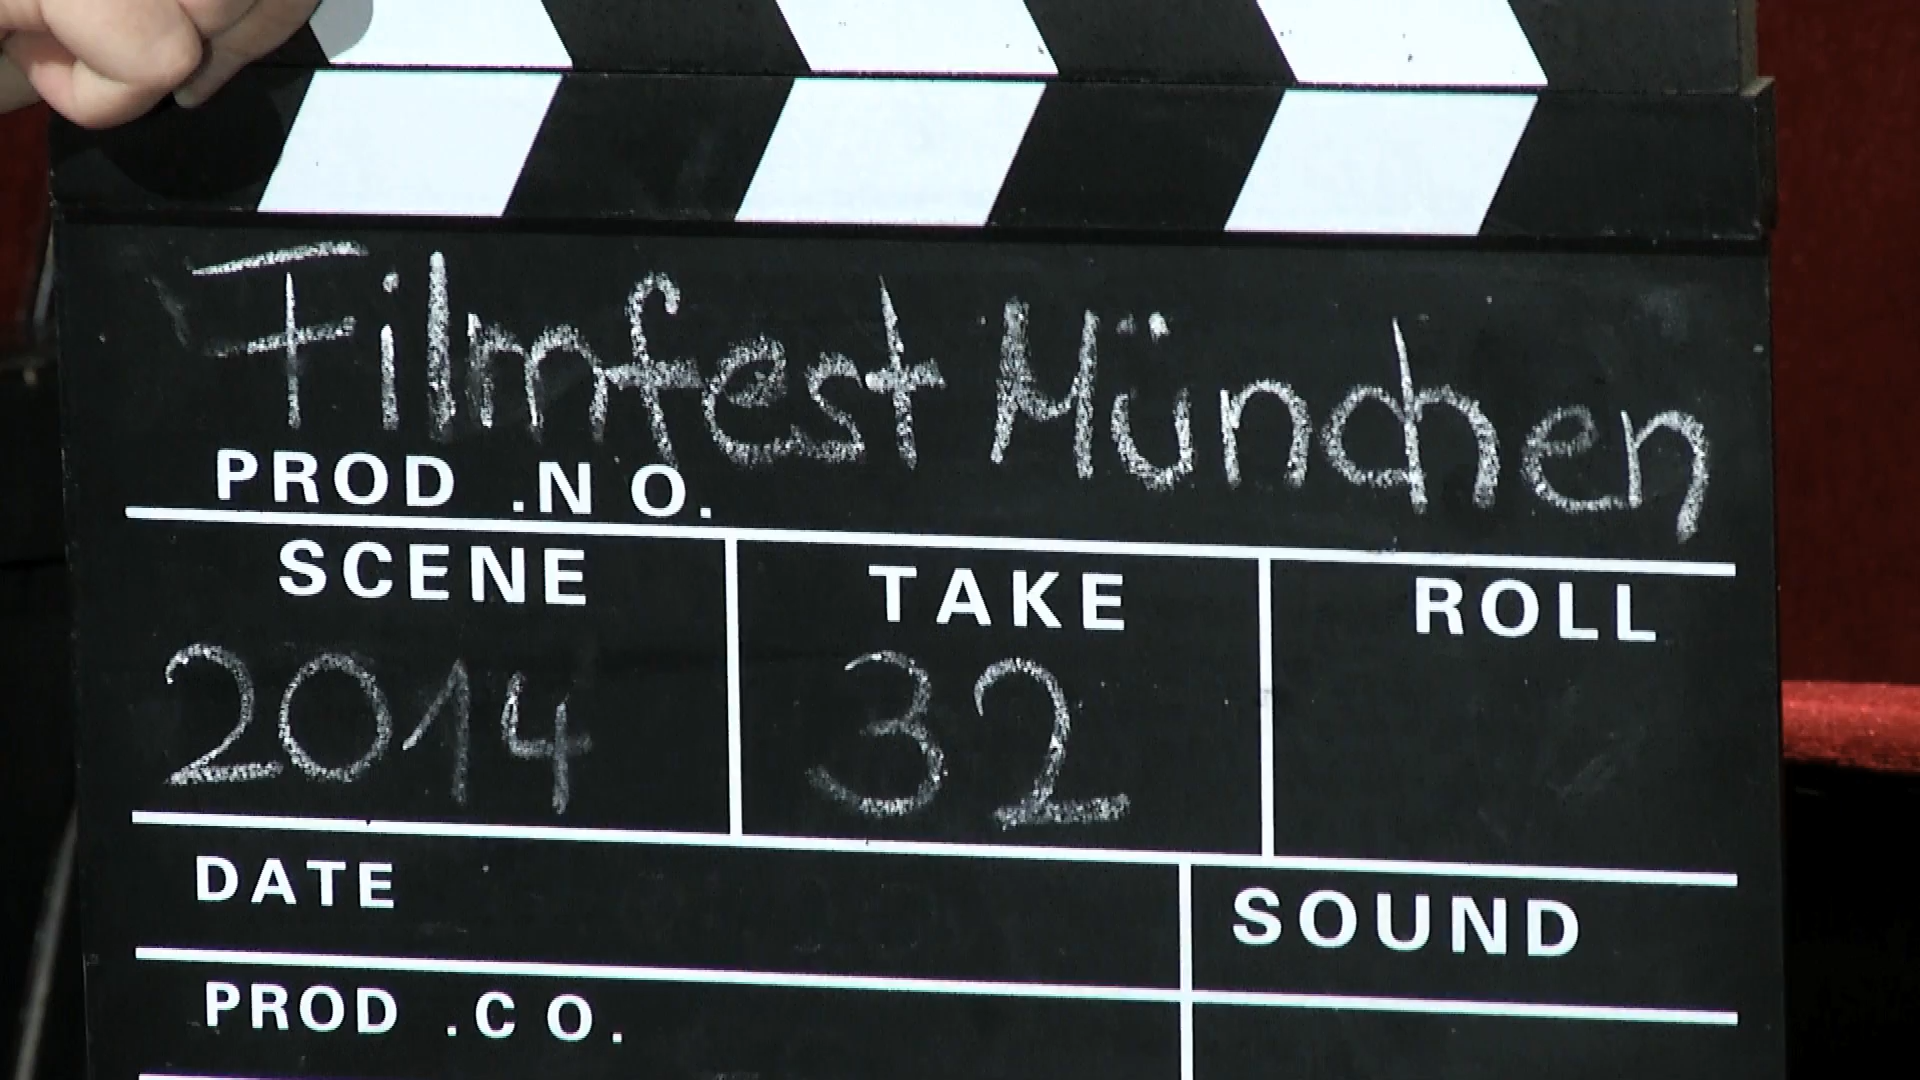 Filmfest München
PROD .NO.
SCENE TAKE ROLL
2014 32
DATE SOUND
PROD .CO.